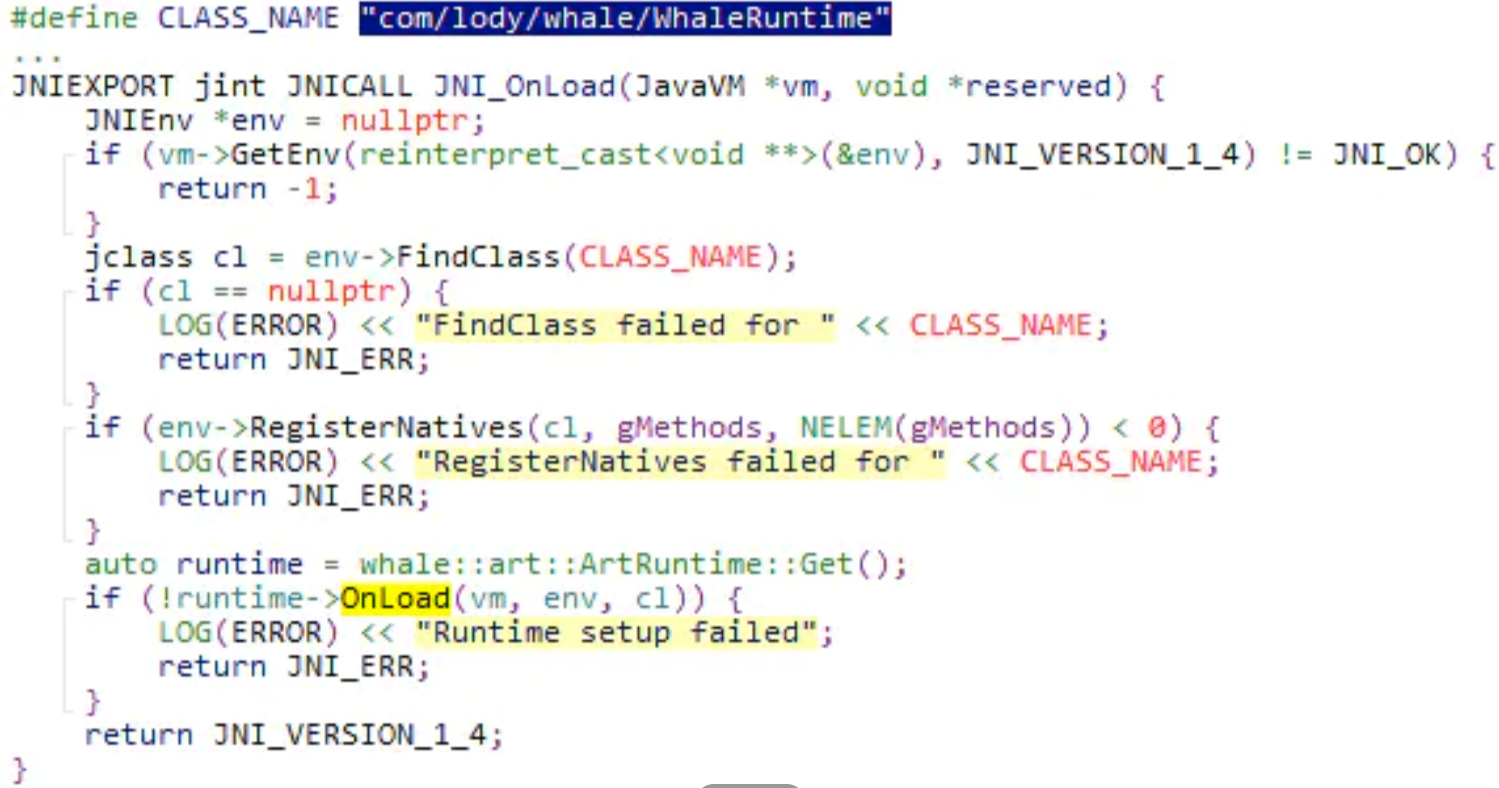 #define CLASS_NAME "com/lody/whale/WhaleRuntime"
...
JNIEXPORT jint JNICALL JNI_OnLoad(JavaVM *vm, void *reserved) {
    JNIEnv *env = nullptr;
    if (vm->GetEnv(reinterpret_cast<void **>(&env), JNI_VERSION_1_4) != JNI_OK) {
        return -1;
    }
    jclass cl = env->FindClass(CLASS_NAME);
    if (cl == nullptr) {
        LOG(ERROR) << "FindClass failed for " << CLASS_NAME;
        return JNI_ERR;
    }
    if (env->RegisterNatives(cl, gMethods, NELEM(gMethods)) < 0) {
        LOG(ERROR) << "RegisterNatives failed for " << CLASS_NAME;
        return JNI_ERR;
    }
    auto runtime = whale::art::ArtRuntime::Get();
    if (!runtime->OnLoad(vm, env, cl)) {
        LOG(ERROR) << "Runtime setup failed";
        return JNI_ERR;
    }
    return JNI_VERSION_1_4;
}